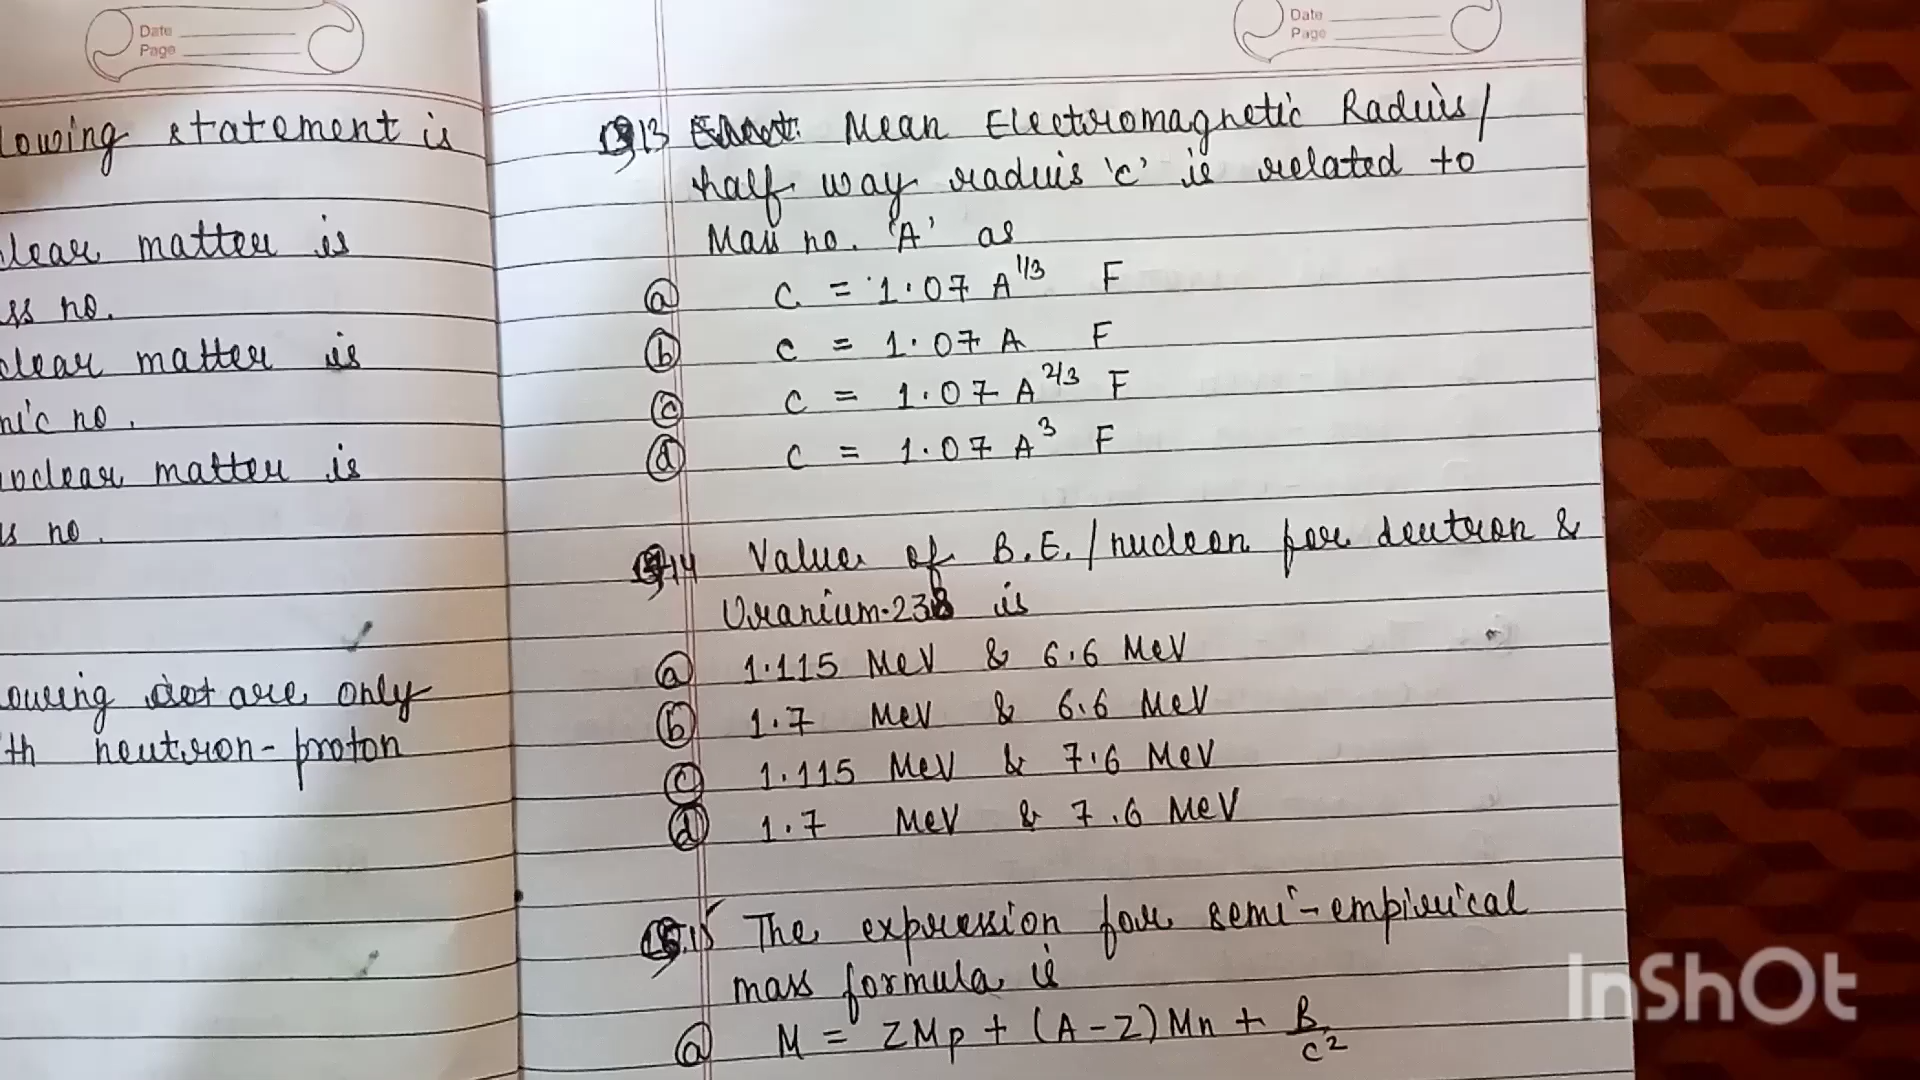 Date
Page
lowing statement is
clear matter is
ss no.
clear matter is
mic no.
nuclear matter is
s no.
owing set are only
th neutron-proton
Date
Page
Q13 Mean Electromagnetic Raduis/
half way raduis 'c' is related to
Mass no. 'A' as
(a) c = 1.07 A^1/3 F
(b) c = 1.07 A F
(c) c = 1.07 A^2/3 F
(d) c = 1.07 A^3 F
Q14 Value of B.E./nucleon for deutron &
Uranium-238 is
(a) 1.115 MeV & 6.6 MeV
(b) 1.7 MeV & 6.6 MeV
(c) 1.115 MeV & 7.6 MeV
(d) 1.7 MeV & 7.6 MeV
Q.15 The expression for semi-empirical
mass formula is
(a) M = ZMp + (A-Z)Mn + B/c²
InShOt